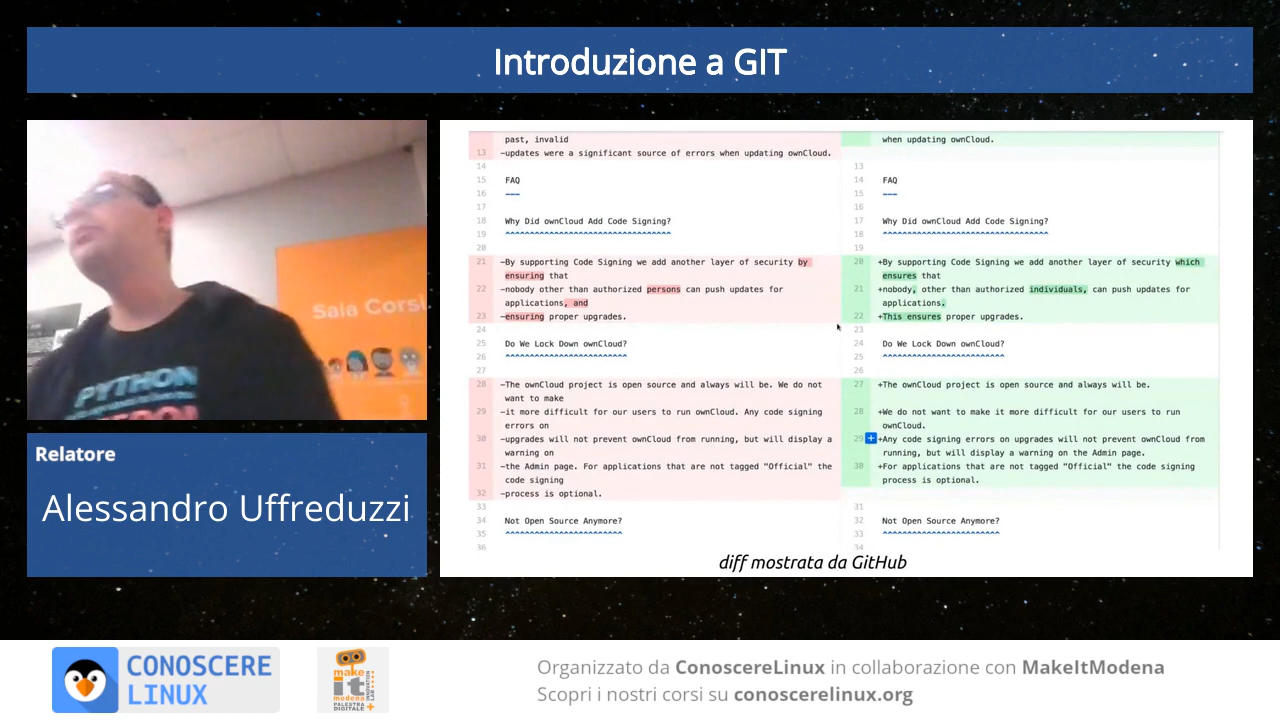 Introduzione a GIT
Sala Corsi
PYTHON
Relatore
Alessandro Uffreduzzi
past, invalid
13 -updates were a significant source of errors when updating ownCloud.
14
15 FAQ
16 ---
17
18 Why Did ownCloud Add Code Signing?
19 ^^^^^^^^^^^^^^^^^^^^^^^^^^^^^^^^^^
20
21 -By supporting Code Signing we add another layer of security by
ensuring that
22 -nobody other than authorized persons can push updates for
applications, and
23 -ensuring proper upgrades.
24
25 Do We Lock Down ownCloud?
26 ^^^^^^^^^^^^^^^^^^^^^^^^^
27
28 -The ownCloud project is open source and always will be. We do not
want to make
29 -it more difficult for our users to run ownCloud. Any code signing
errors on
30 -upgrades will not prevent ownCloud from running, but will display a
warning on
31 -the Admin page. For applications that are not tagged "Official" the
code signing
32 -process is optional.
33
34 Not Open Source Anymore?
35 ^^^^^^^^^^^^^^^^^^^^^^^^
36
when updating ownCloud.
13
14 FAQ
15 ---
16
17 Why Did ownCloud Add Code Signing?
18 ^^^^^^^^^^^^^^^^^^^^^^^^^^^^^^^^^^
19
20 +By supporting Code Signing we add another layer of security which
ensures that
21 +nobody, other than authorized individuals, can push updates for
applications.
22 +This ensures proper upgrades.
23
24 Do We Lock Down ownCloud?
25 ^^^^^^^^^^^^^^^^^^^^^^^^^
26
27 +The ownCloud project is open source and always will be.
28 +We do not want to make it more difficult for our users to run
ownCloud.
29 +Any code signing errors on upgrades will not prevent ownCloud from
running, but will display a warning on the Admin page.
30 +For applications that are not tagged "Official" the code signing
process is optional.
31
32 Not Open Source Anymore?
33 ^^^^^^^^^^^^^^^^^^^^^^^^
34
diff mostrata da GitHub
CONOSCERE
LINUX
make
it
modena
PALESTRA
DIGITALE
INNOVATION
LAB
Organizzato da ConoscereLinux in collaborazione con MakeItModena
Scopri i nostri corsi su conoscerelinux.org